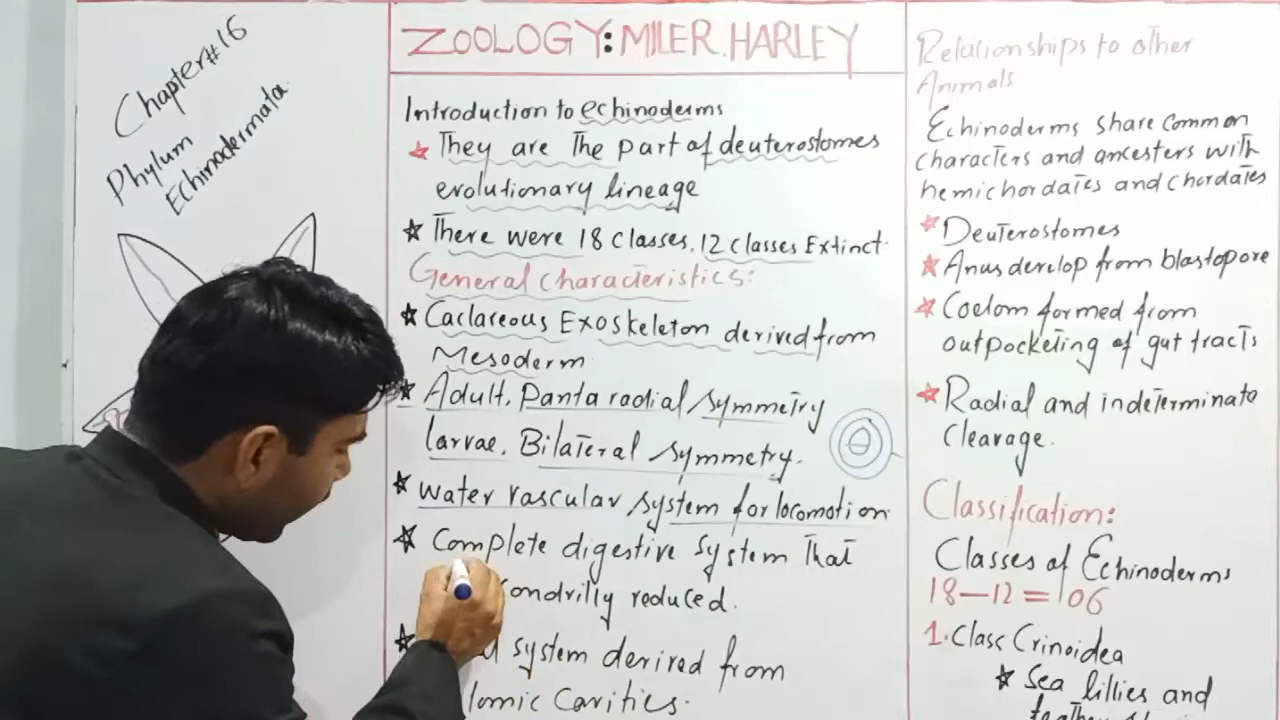 Chapter#16
Phylum
Echinodermata.
ZOOLOGY: MILER. HARLEY
Introduction to echinoderms
They are The part of deuterostomes
evolutionary lineage
There were 18 classes, 12 classes Extinct.
General characteristics:
Caclareous Exoskeleton derived from
Mesoderm.
Adult. Panta radial symmetry
larvae. Bilateral symmetry.
water vascular system for locomotion.
Complete digestive system That
reduced.
system derived from
Cavities.
Relationships to other
Animals
Echinoderms share common
characters and ancesters with
hemichordates and chordates
Deuterostomes
Anus develop from blastopore
Coelom formed from
outpocketing of gut tracts
Radial and indeterminate
Cleavage.
Classification:
Classes of Echinoderms
18—12 = 06
1. Class Crinoidea
Sea lillies and